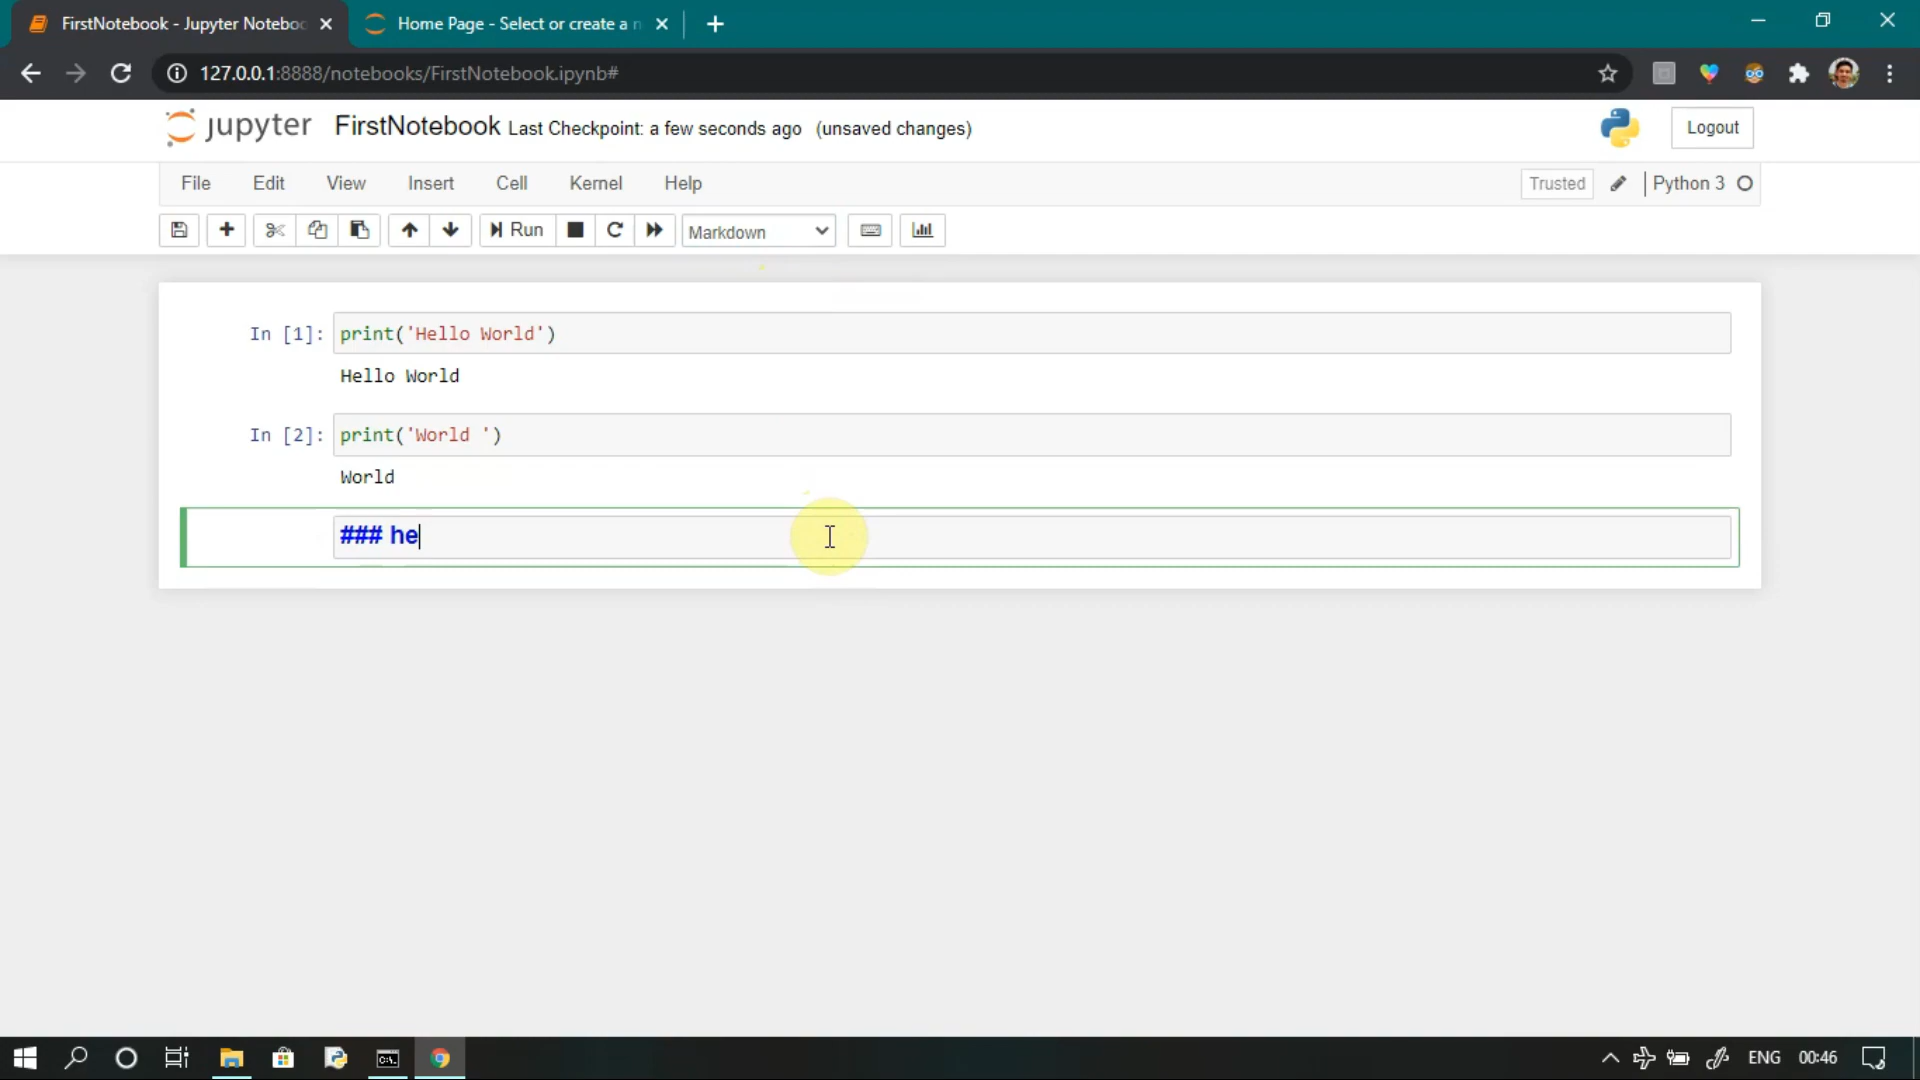 FirstNotebook - Jupyter Noteboo
Home Page - Select or create a n
127.0.0.1:8888/notebooks/FirstNotebook.ipynb#
jupyter FirstNotebook Last Checkpoint: a few seconds ago (unsaved changes)
Logout
File Edit View Insert Cell Kernel Help
Trusted Python 3
Run Markdown
In [1]: print('Hello World')
Hello World
In [2]: print('World ')
World
### he
C:\.
ENG 00:46